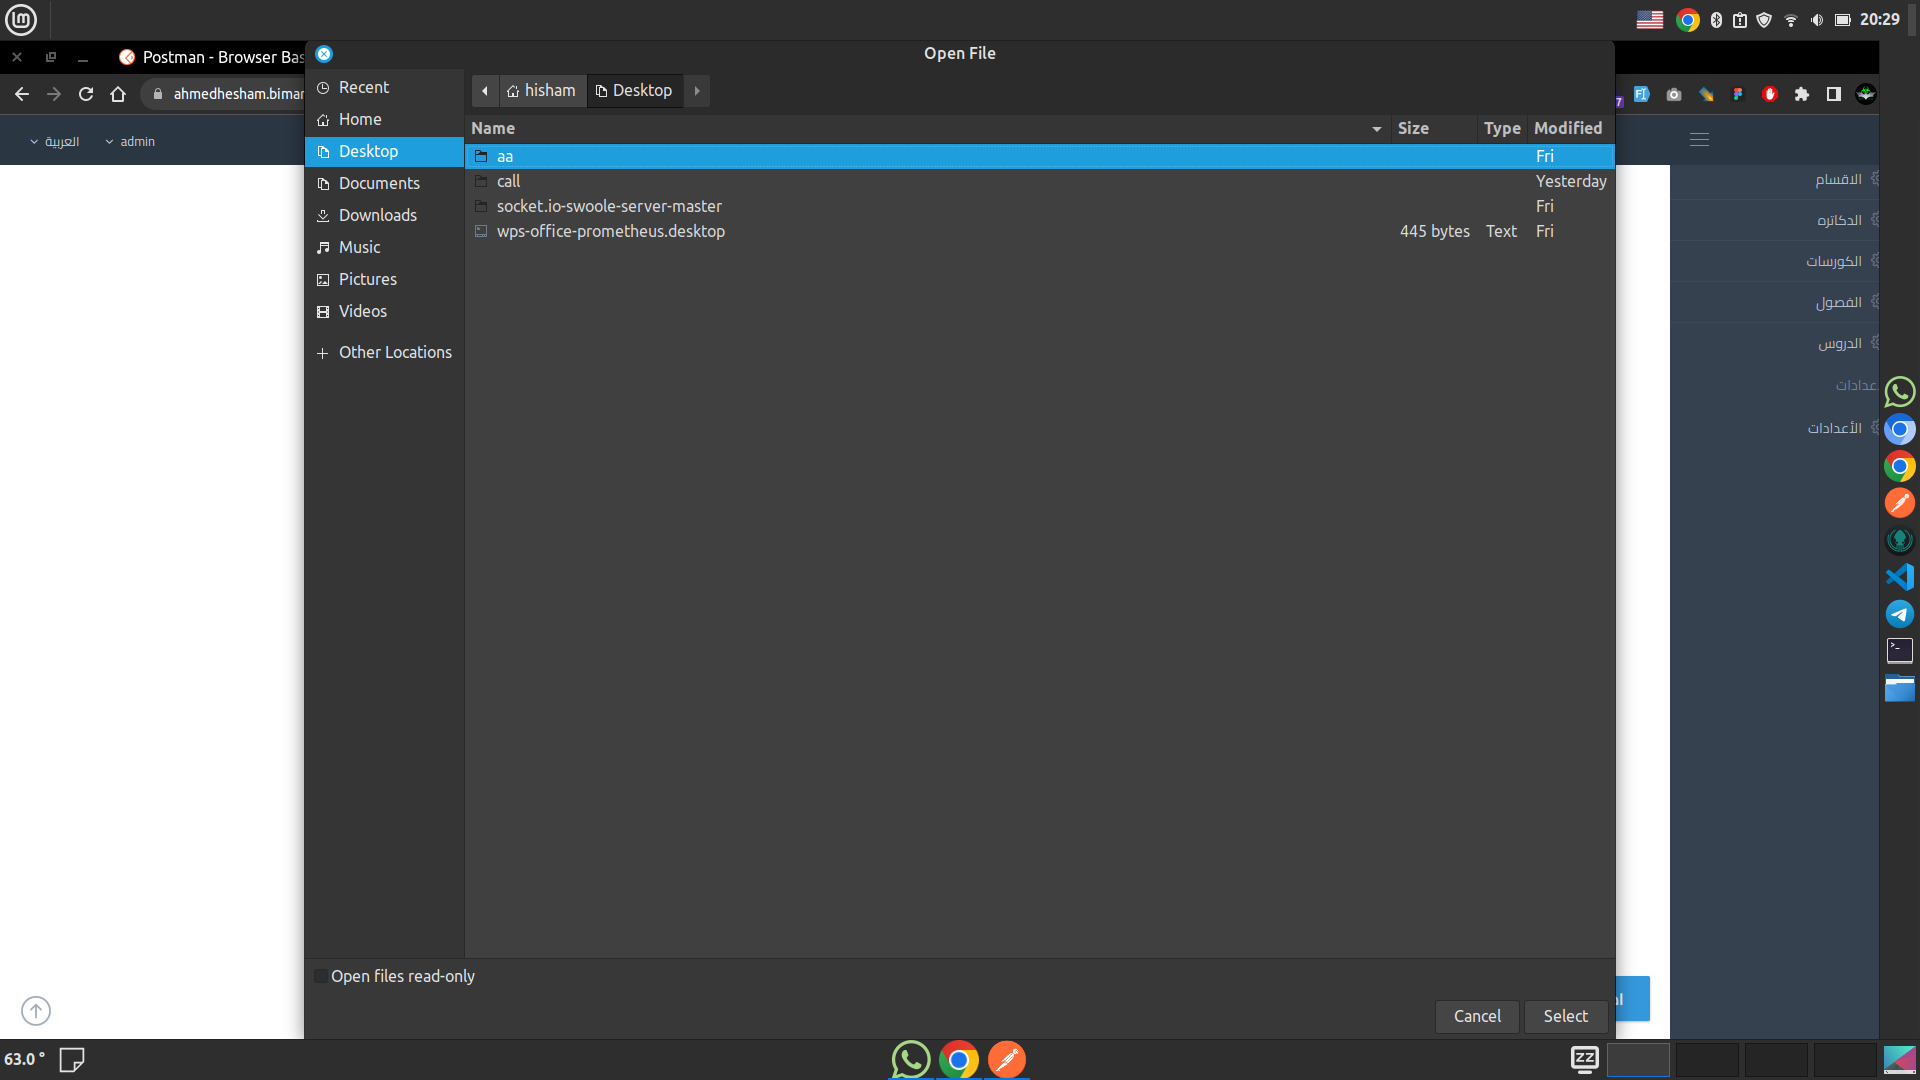 20:29
Postman - Browser Bas
Open File
ahmedhesham.bimar
العربية
admin
Recent
Home
Desktop
Documents
Downloads
Music
Pictures
Videos
Other Locations
hisham
Desktop
Name Size Type Modified
aa Fri
call Yesterday
socket.io-swoole-server-master Fri
wps-office-prometheus.desktop 445 bytes Text Fri
7
الاقسام
الدكاتره
الكورسات
الفصول
الدروس
الأعدادات
Open files read-only
Cancel
Select
63.0 °
zz